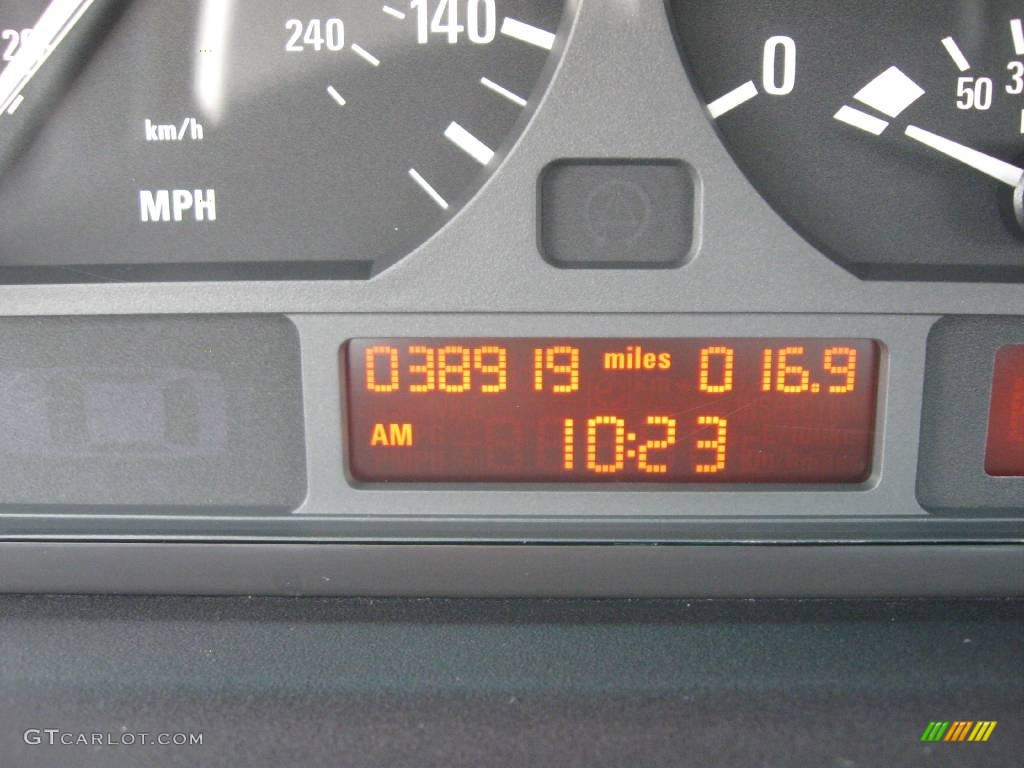 240 140
km/h
MPH
0
50
038919 miles 016.9
AM 10:23
GTCARLOT.COM